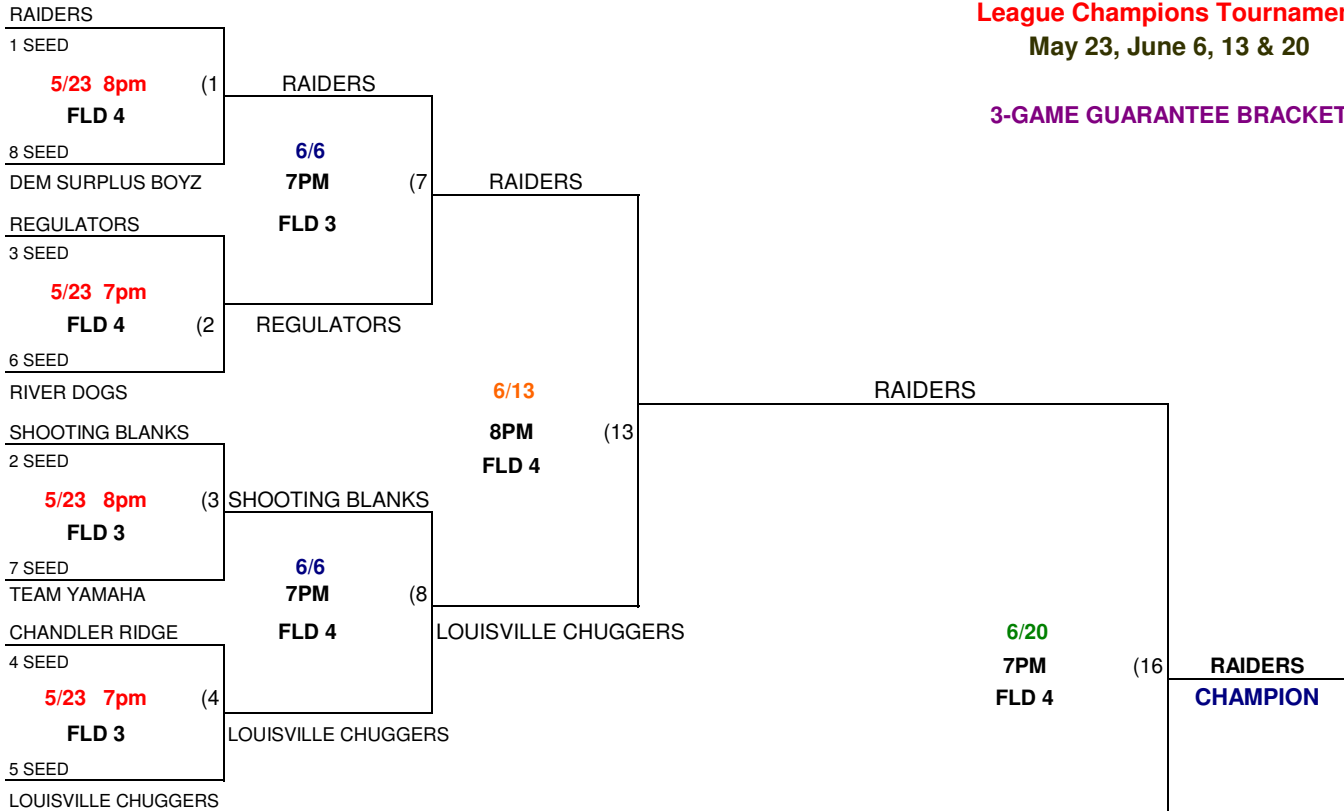 RAIDERS
League Champions Tournamen
1 SEED
May 23, June 6, 13 & 20
5/23 8pm (1
RAIDERS
FLD 4
3-GAME GUARANTEE BRACKET
8 SEED
6/6
DEM SURPLUS BOYZ
7PM (7
RAIDERS
REGULATORS
FLD 3
3 SEED
5/23 7pm
FLD 4 (2
REGULATORS
6 SEED
RIVER DOGS
6/13
RAIDERS
SHOOTING BLANKS
8PM (13
2 SEED
FLD 4
5/23 8pm (3
SHOOTING BLANKS
FLD 3
7 SEED
6/6
TEAM YAMAHA
7PM (8
CHANDLER RIDGE
FLD 4
LOUISVILLE CHUGGERS
6/20
4 SEED
7PM (16
RAIDERS
5/23 7pm (4
FLD 4
CHAMPION
FLD 3
LOUISVILLE CHUGGERS
5 SEED
LOUISVILLE CHUGGERS